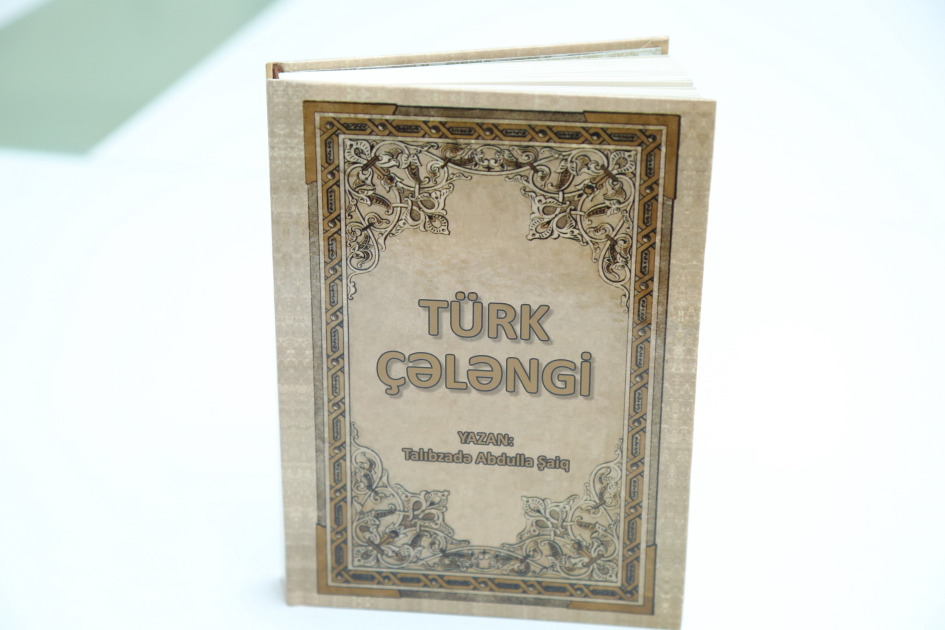 TÜRK
ÇƏLƏNGİ
YAZAN:
Talıbzadə Abdulla Şaiq